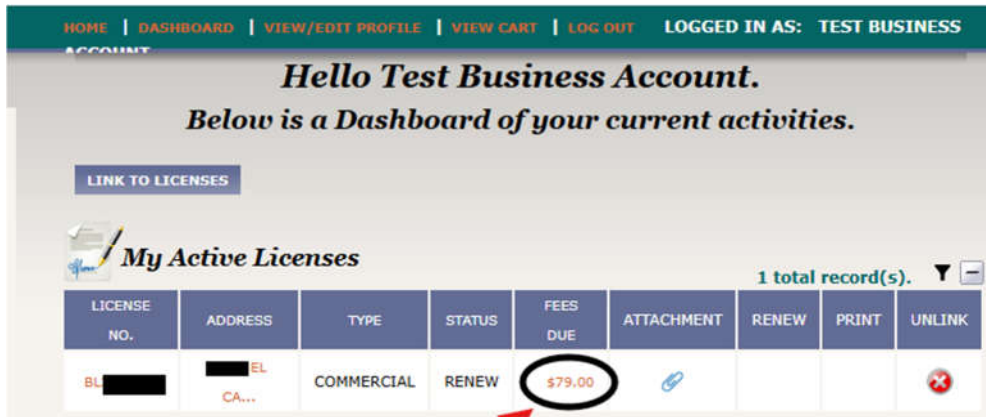 HOME | DASHBOARD | VIEW/EDIT PROFILE | VIEW CART | LOG OUT LOGGED IN AS: TEST BUSINESS
ACCOUNT
Hello Test Business Account.
Below is a Dashboard of your current activities.
LINK TO LICENSES
My Active Licenses
1 total record(s).
LICENSE NO. ADDRESS TYPE STATUS FEES DUE ATTACHMENT RENEW PRINT UNLINK
BL EL CA... COMMERCIAL RENEW $79.00